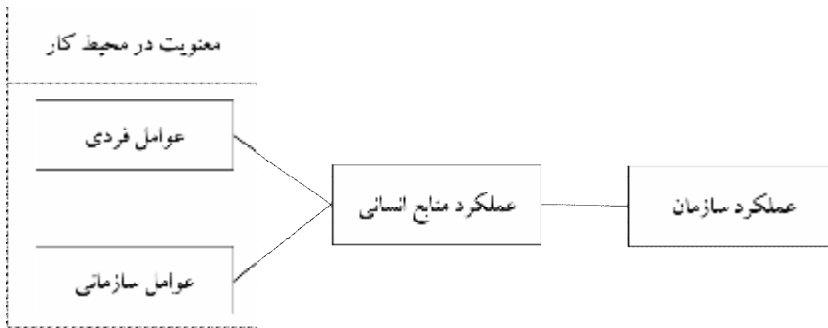 معنویت در محیط کار
عوامل فردی
عملکرد منابع انسانی
عملکرد سازمان
عوامل سازمانی